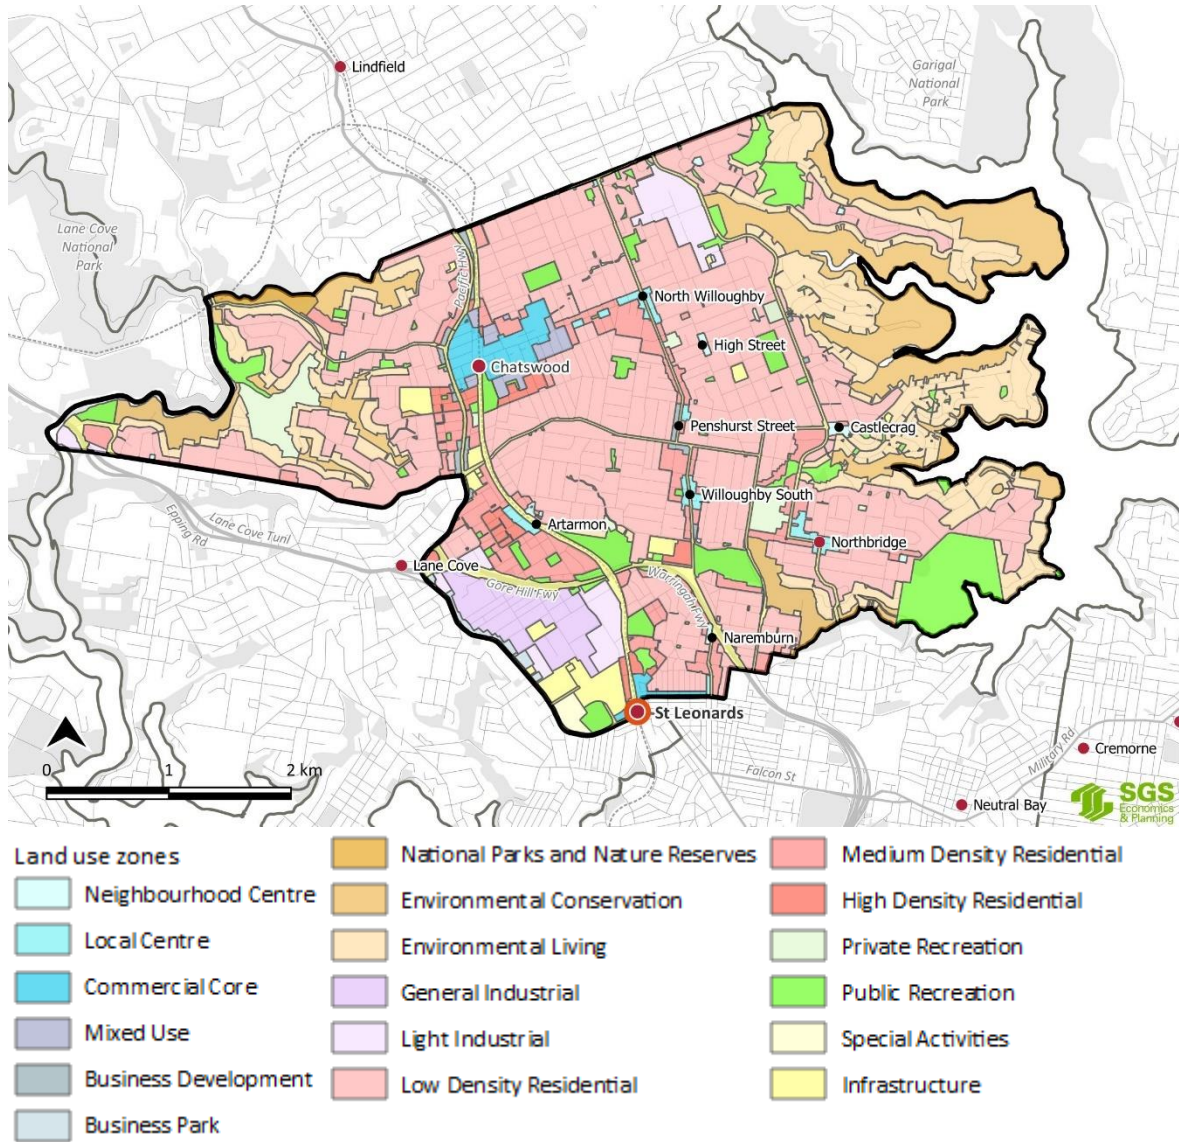 Lindfield
Garigal
National
Park
Lane Cove
National
Park
Pacific HWY
North Willoughby
High Street
Chatswood
Penshurst Street
Castlecrag
Willoughby South
Artarmon
Northbridge
Lane Cove Tunl
Epping Rd
Lane Cove
Gore Hill Fwy
Warringah Fwy
Naremburn
St Leonards
0 1 2 km
Falcon St
Military Rd
Cremorne
Neutral Bay
SGS
Economics
& Planning
Land use zones
Neighbourhood Centre
Local Centre
Commercial Core
Mixed Use
Business Development
Business Park
National Parks and Nature Reserves
Environmental Conservation
Environmental Living
General Industrial
Light Industrial
Low Density Residential
Medium Density Residential
High Density Residential
Private Recreation
Public Recreation
Special Activities
Infrastructure